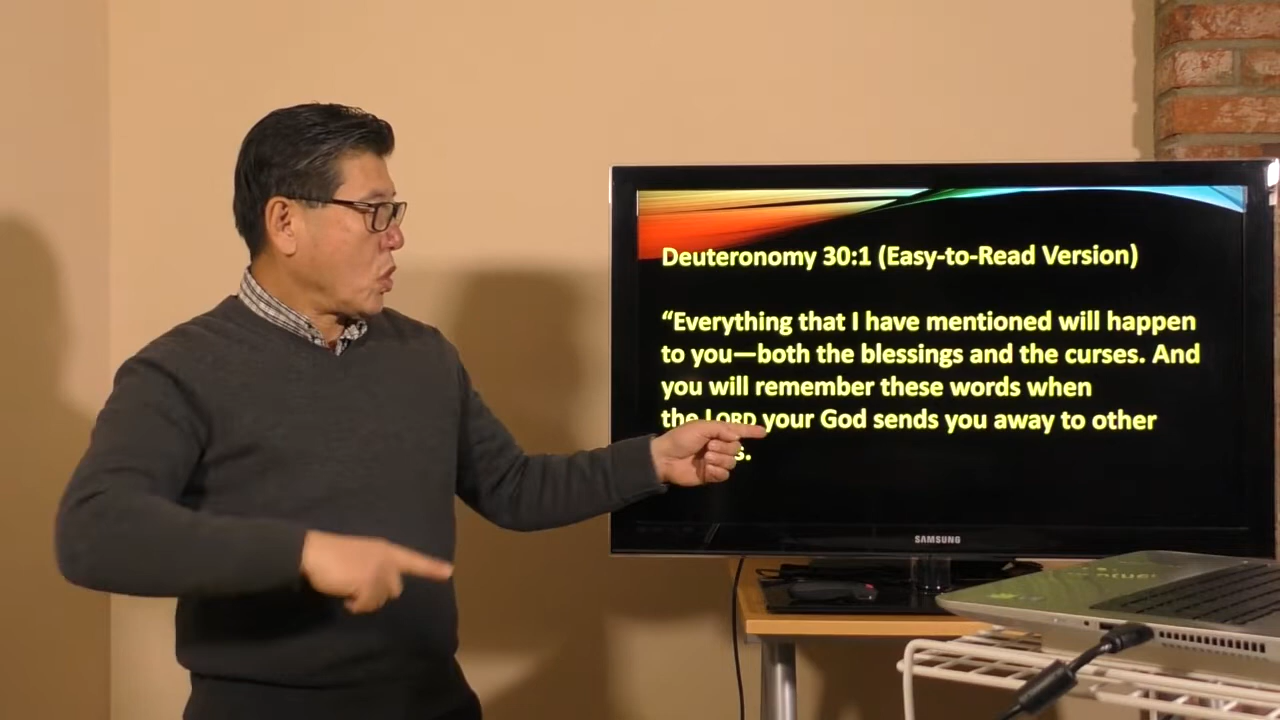 Deuteronomy 30:1 (Easy-to-Read Version)
“Everything that I have mentioned will happen
to you—both the blessings and the curses. And
you will remember these words when
the LORD your God sends you away to other
SAMSUNG